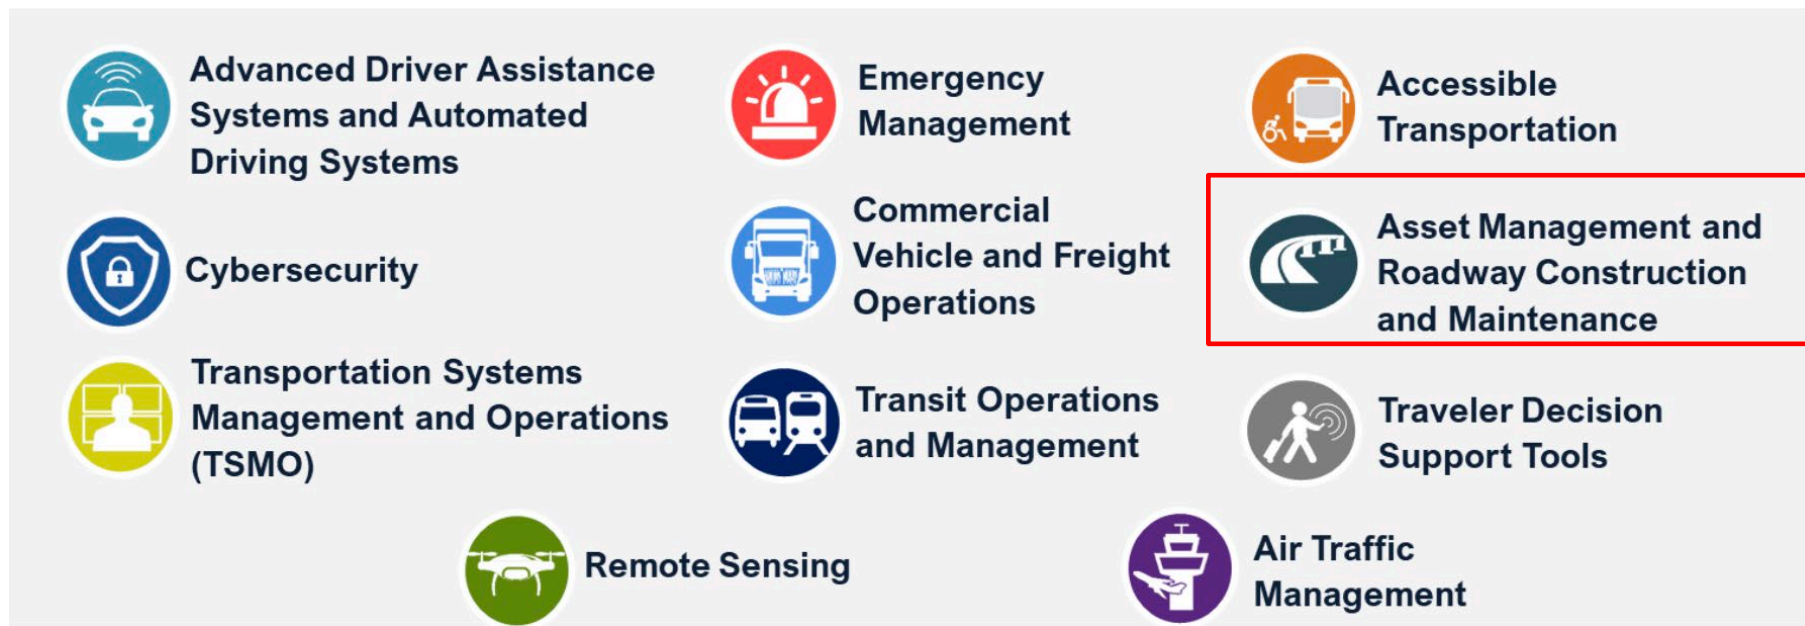 Advanced Driver Assistance
Systems and Automated
Driving Systems
Emergency
Management
Accessible
Transportation
Cybersecurity
Commercial
Vehicle and Freight
Operations
Asset Management and
Roadway Construction
and Maintenance
Transportation Systems
Management and Operations
(TSMO)
Transit Operations
and Management
Traveler Decision
Support Tools
Remote Sensing
Air Traffic
Management